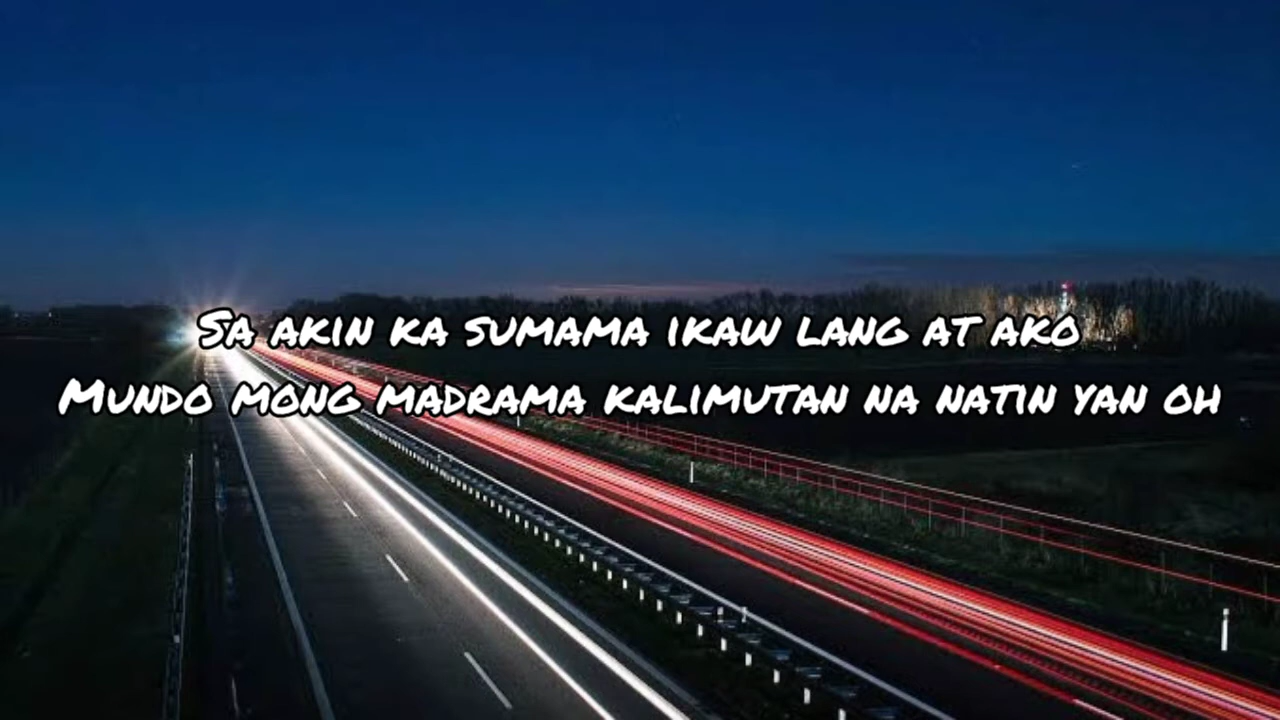 Sa akin ka sumama ikaw lang at ako
Mundo mong madrama kalimutan na natin yan oh